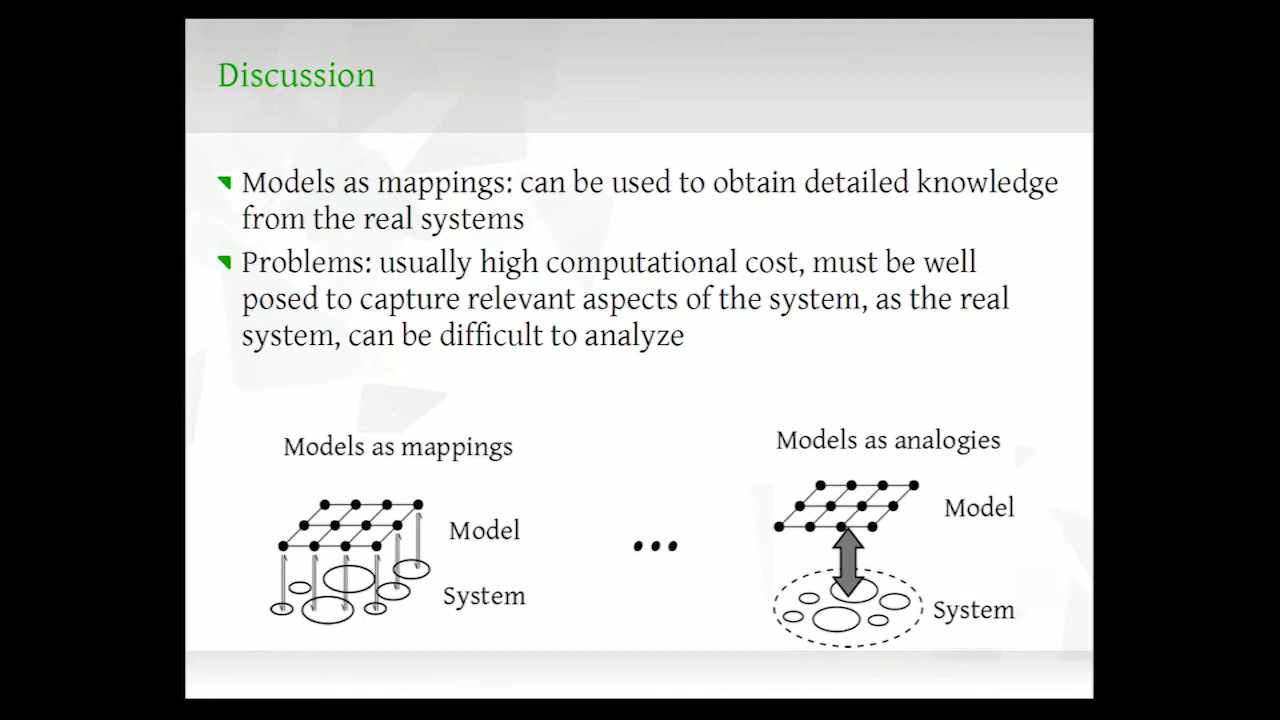 Discussion
Models as mappings: can be used to obtain detailed knowledge
from the real systems
Problems: usually high computational cost, must be well
posed to capture relevant aspects of the system, as the real
system, can be difficult to analyze
Models as mappings
Model
System
...
Models as analogies
Model
System